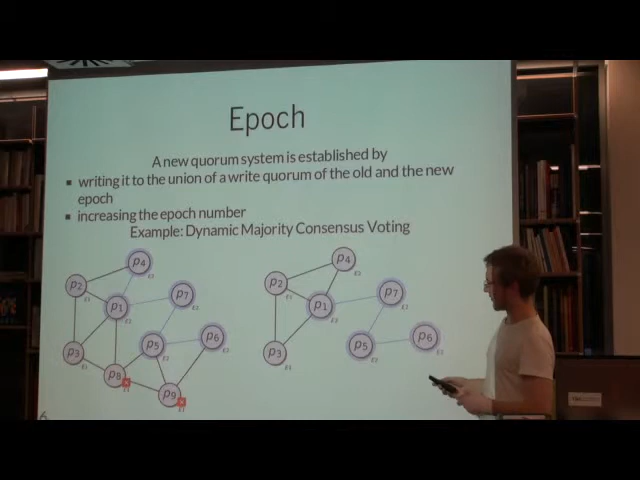 Epoch
A new quorum system is established by
▪ writing it to the union of a write quorum of the old and the new
epoch
▪ increasing the epoch number
Example: Dynamic Majority Consensus Voting
p4
p2
p1
p7
p3
p5
p6
p8
p9
p4
p2
p1
p7
p3
p5
p6
6